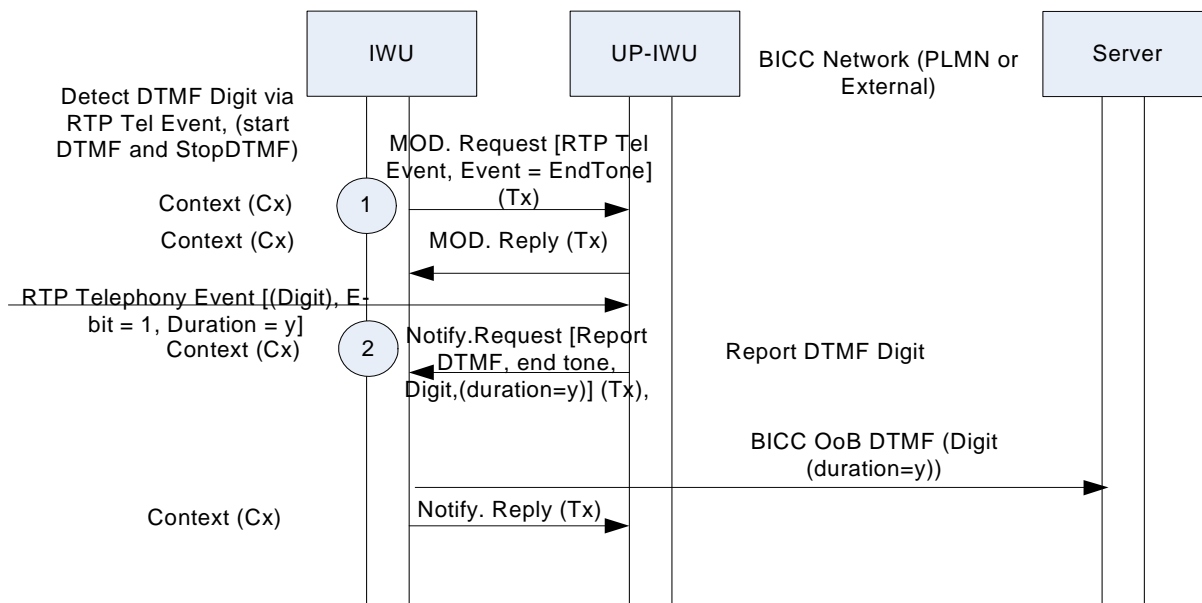 IWU
UP-IWU
BICC Network (PLMN or
External)
Server
Detect DTMF Digit via
RTP Tel Event, (start
DTMF and StopDTMF)
MOD. Request [RTP Tel
Event, Event = EndTone]
(Tx)
Context (Cx)
1
Context (Cx)
MOD. Reply (Tx)
RTP Telephony Event [(Digit), E-
bit = 1, Duration = y]
Context (Cx)
2
Notify.Request [Report
DTMF, end tone,
Digit,(duration=y)] (Tx),
Report DTMF Digit
BICC OoB DTMF (Digit
(duration=y))
Context (Cx)
Notify. Reply (Tx)